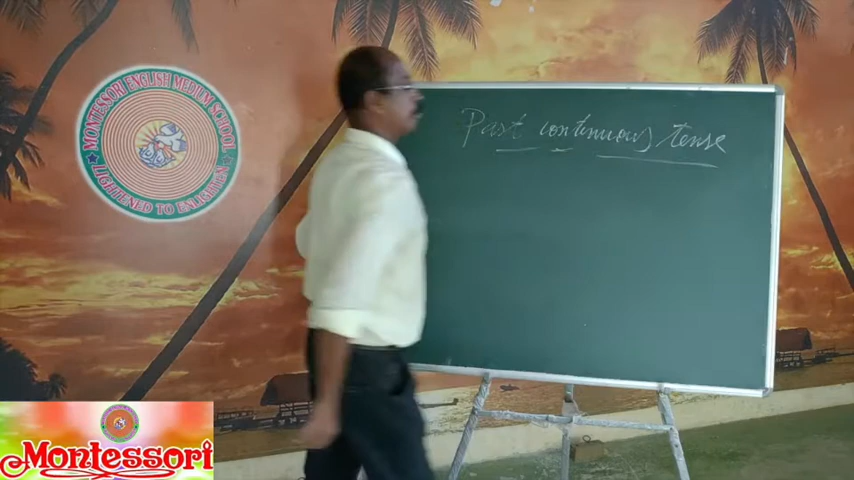 MONTESSORI ENGLISH MEDIUM SCHOOL
LIGHTENED TO ENLIGHTEN
Past continuous tense
Montessori